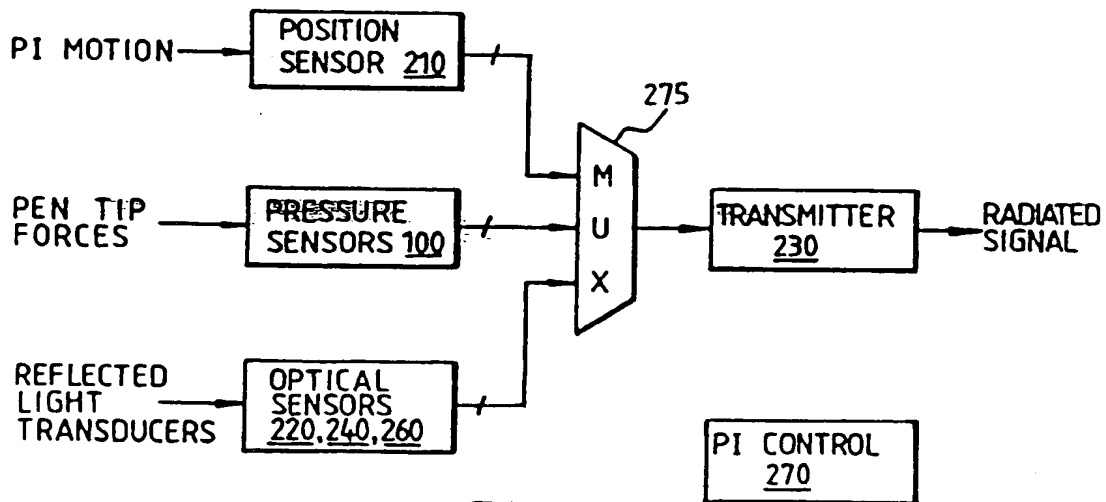 PI MOTION
POSITION
SENSOR 210
275
PEN TIP
FORCES
PRESSURE
SENSORS 100
M
U
X
TRANSMITTER
230
RADIATED
SIGNAL
REFLECTED
LIGHT
TRANSDUCERS
OPTICAL
SENSORS
220, 240, 260
PI CONTROL
270